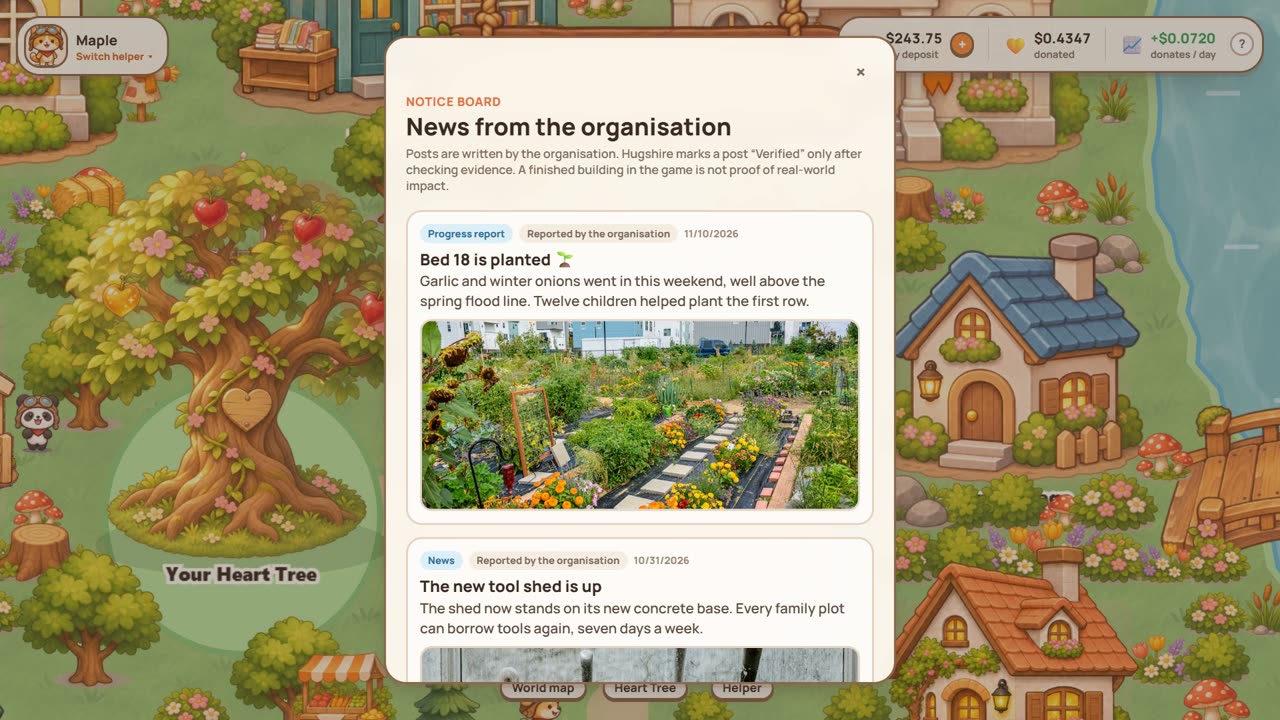 Maple
Switch helper
$243.75
y deposit
+
$0.4347
donated
+$0.0720
donates / day
?
×
NOTICE BOARD
News from the organisation
Posts are written by the organisation. Hugshire marks a post “Verified” only after
checking evidence. A finished building in the game is not proof of real-world
impact.
Progress report
Reported by the organisation
11/10/2026
Bed 18 is planted 🌱
Garlic and winter onions went in this weekend, well above the
spring flood line. Twelve children helped plant the first row.
News
Reported by the organisation
10/31/2026
The new tool shed is up
The shed now stands on its new concrete base. Every family plot
can borrow tools again, seven days a week.
Your Heart Tree
World map
Heart Tree
Helper